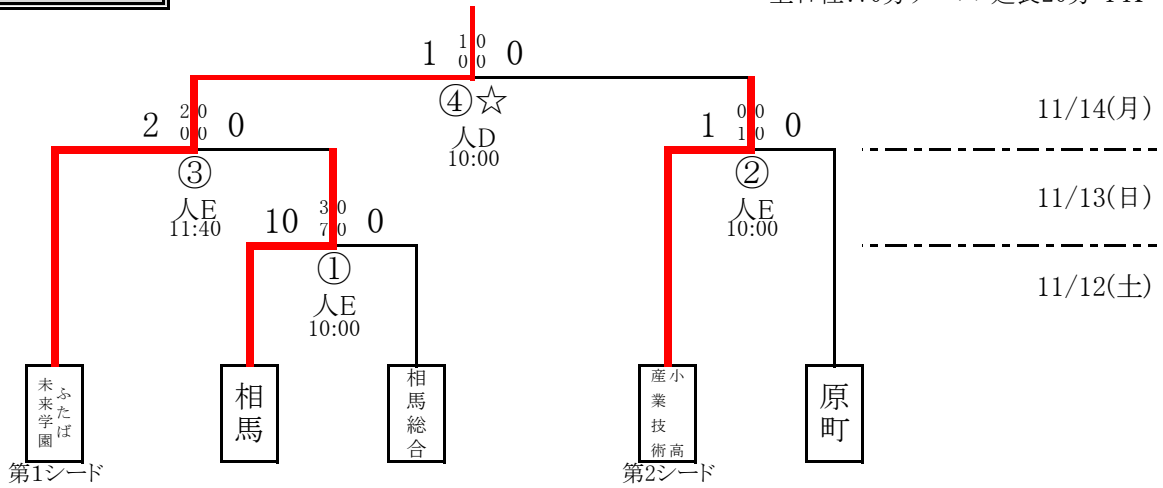 1 1 0 0 0 0
④☆
人D
10:00
11/14(月)
2 2 0 0 0 0
③
人E
11:40
1 0 0 1 0 0
②
人E
10:00
11/13(日)
10 3 0 7 0 0
①
人E
10:00
11/12(土)
ふたば
未来学園
相馬
相馬総合
小高
産業技術
原町
第1シード
第2シード